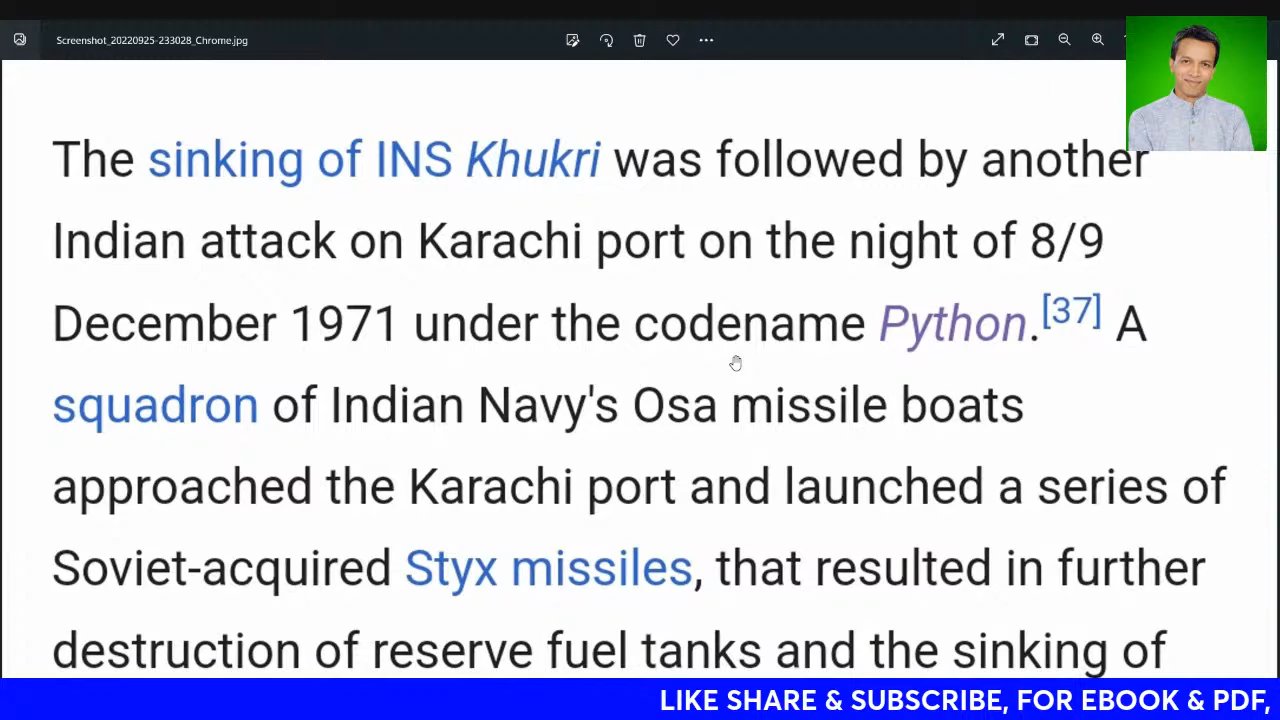 Screenshot_20220925-233028_Chrome.jpg
The sinking of INS Khukri was followed by another
Indian attack on Karachi port on the night of 8/9
December 1971 under the codename Python.[37] A
squadron of Indian Navy's Osa missile boats
approached the Karachi port and launched a series of
Soviet-acquired Styx missiles, that resulted in further
destruction of reserve fuel tanks and the sinking of
LIKE SHARE & SUBSCRIBE, FOR EBOOK & PDF,